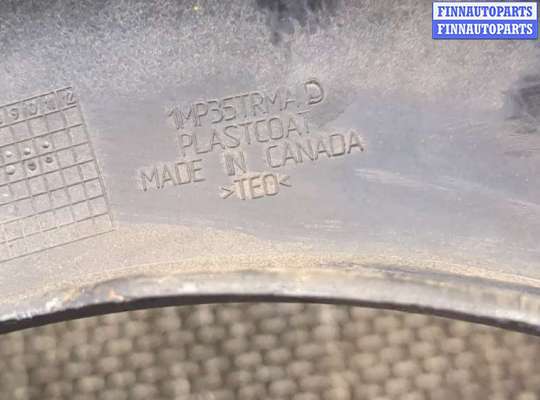 FINNAUTOPARTS
FINNAUTOPARTS
1MP35TRMA D
PLASTCOAT
MADE IN CANADA
>TEO<